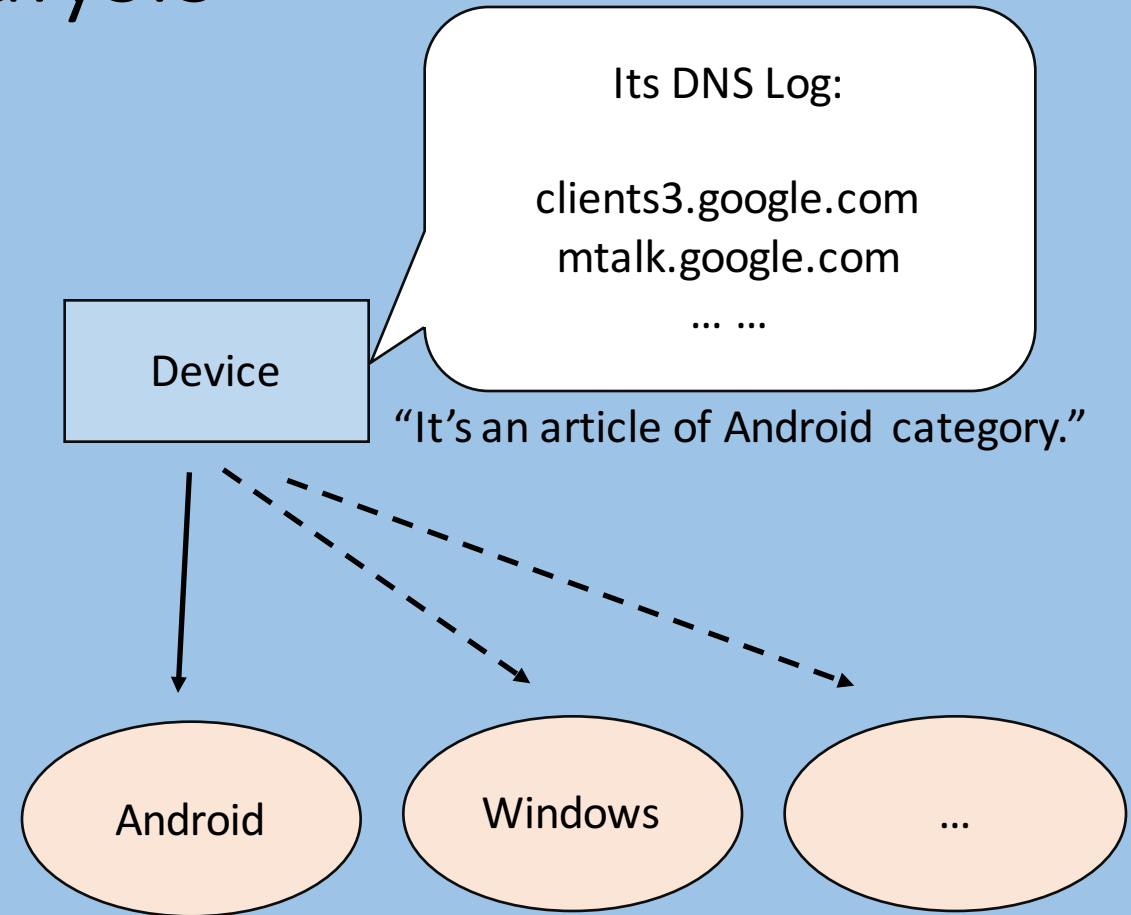 Its DNS Log:
clients3.google.com
mtalk.google.com
... ...
Device
“It’s an article of Android category.”
Android
Windows
...